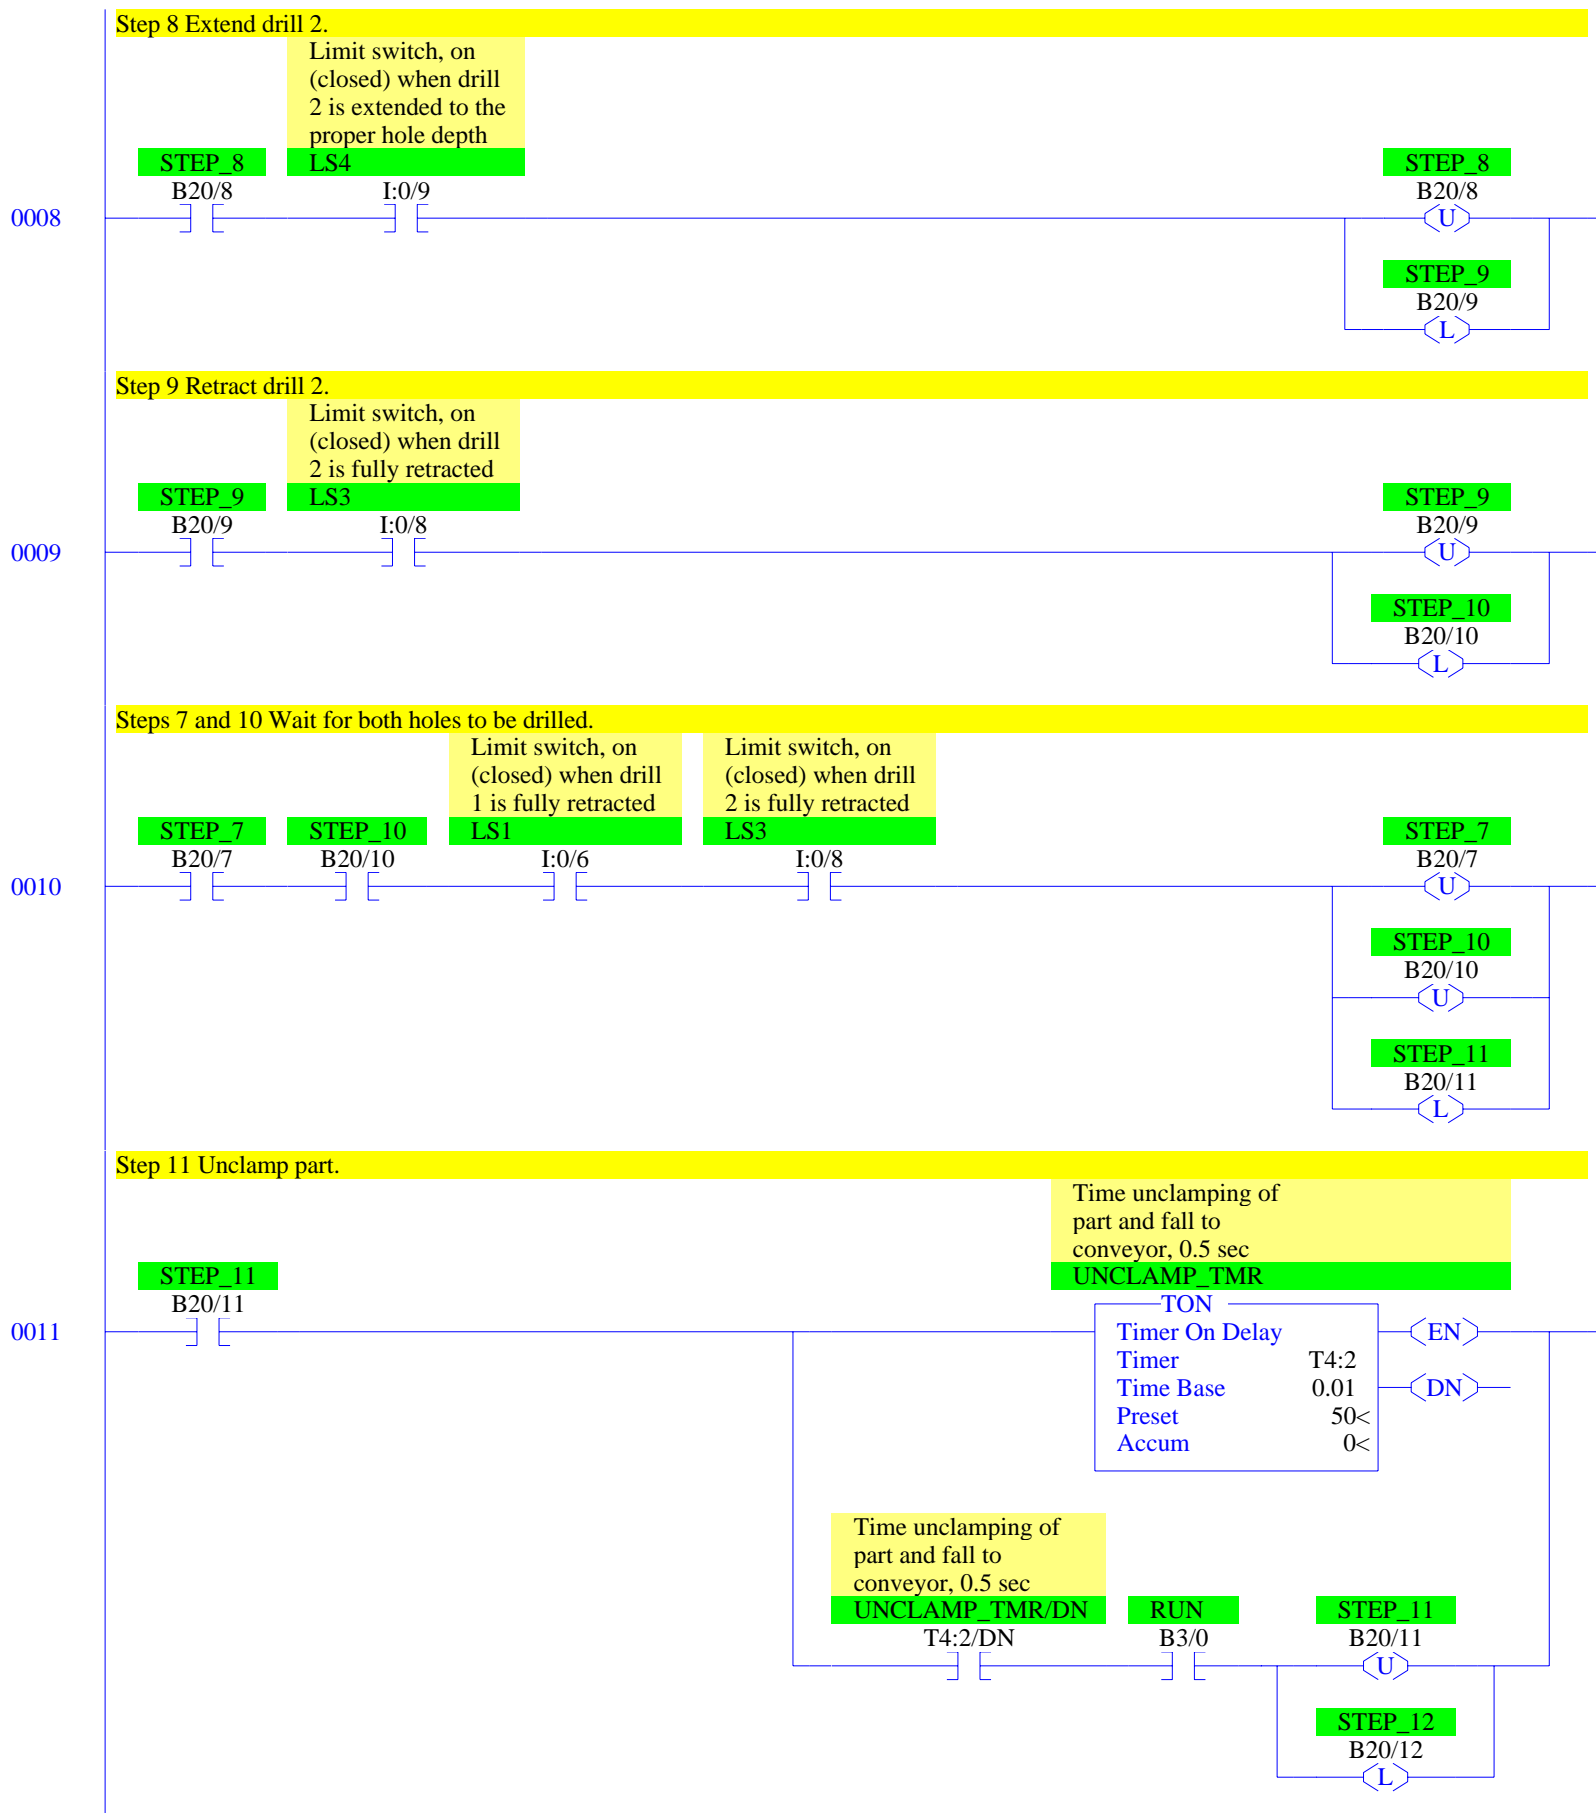 Step 8 Extend drill 2.
Limit switch, on
(closed) when drill
2 is extended to the
proper hole depth
STEP_8 LS4 STEP_8
B20/8 I:0/9 B20/8
0008 U
STEP_9
B20/9
L
Step 9 Retract drill 2.
Limit switch, on
(closed) when drill
2 is fully retracted
STEP_9 LS3 STEP_9
B20/9 I:0/8 B20/9
0009 U
STEP_10
B20/10
L
Steps 7 and 10 Wait for both holes to be drilled.
Limit switch, on Limit switch, on
(closed) when drill (closed) when drill
1 is fully retracted 2 is fully retracted
STEP_7 STEP_10 LS1 LS3 STEP_7
B20/7 B20/10 I:0/6 I:0/8 B20/7
0010 U
STEP_10
B20/10
U
STEP_11
B20/11
L
Step 11 Unclamp part.
Time unclamping of
part and fall to
conveyor, 0.5 sec
STEP_11 UNCLAMP_TMR
B20/11 TON
0011 Timer On Delay EN
Timer T4:2
Time Base 0.01 DN
Preset 50<
Accum 0<
Time unclamping of
part and fall to
conveyor, 0.5 sec
UNCLAMP_TMR/DN RUN STEP_11
T4:2/DN B3/0 B20/11
U
STEP_12
B20/12
L